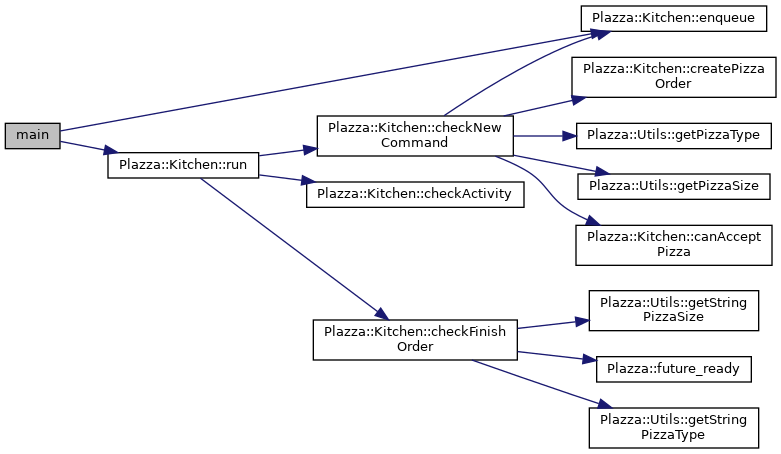 main
Plazza::Kitchen::run
Plazza::Kitchen::checkNew
Command
Plazza::Kitchen::checkActivity
Plazza::Kitchen::checkFinish
Order
Plazza::Kitchen::enqueue
Plazza::Kitchen::createPizza
Order
Plazza::Utils::getPizzaType
Plazza::Utils::getPizzaSize
Plazza::Kitchen::canAccept
Pizza
Plazza::Utils::getString
PizzaSize
Plazza::future_ready
Plazza::Utils::getString
PizzaType